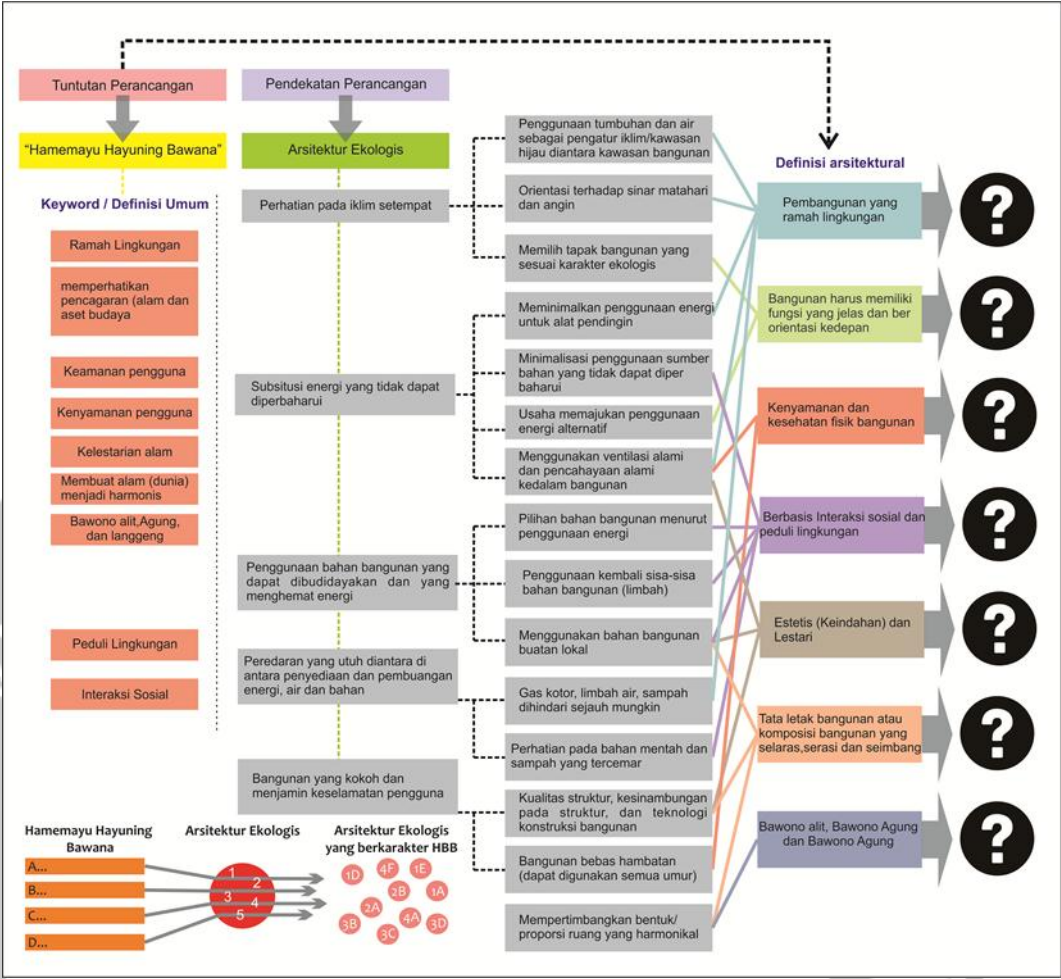 Tuntutan Perancangan
"Hamemayu Hayuning Bawana"
Keyword / Definisi Umum
Ramah Lingkungan
memperhatikan
pencagaran (alam dan
aset budaya
Keamanan pengguna
Kenyamanan pengguna
Kelestarian alam
Membuat alam (dunia)
menjadi harmonis
Bawono alit,Agung,
dan langgeng
Peduli Lingkungan
Interaksi Sosial
Pendekatan Perancangan
Arsitektur Ekologis
Perhatian pada iklim setempat
Subsitusi energi yang tidak dapat
diperbaharui
Penggunaan bahan bangunan yang
dapat dibudidayakan dan yang
menghemat energi
Peredaran yang utuh diantara di
antara penyediaan dan pembuangan
energi, air dan bahan
Bangunan yang kokoh dan
menjamin keselamatan pengguna
Penggunaan tumbuhan dan air
sebagai pengatur iklim/kawasan
hijau diantara kawasan bangunan
Orientasi terhadap sinar matahari
dan angin
Memilih tapak bangunan yang
sesuai karakter ekologis
Meminimalkan penggunaan energi
untuk alat pendingin
Minimalisasi penggunaan sumber
bahan yang tidak dapat diper
baharui
Usaha memajukan penggunaan
energi alternatif
Menggunakan ventilasi alami
dan pencahayaan alami
kedalam bangunan
Pilihan bahan bangunan menurut
penggunaan energi
Penggunaan kembali sisa-sisa
bahan bangunan (limbah)
Menggunakan bahan bangunan
buatan lokal
Gas kotor, limbah air, sampah
dihindari sejauh mungkin
Perhatian pada bahan mentah dan
sampah yang tercemar
Kualitas struktur, kesinambungan
pada struktur, dan teknologi
konstruksi bangunan
Bangunan bebas hambatan
(dapat digunakan semua umur)
Mempertimbangkan bentuk/
proporsi ruang yang harmonikal
Definisi arsitektural
Pembangunan yang
ramah lingkungan
?
Bangunan harus memiliki
fungsi yang jelas dan ber
orientasi kedepan
?
Kenyamanan dan
kesehatan fisik bangunan
?
Berbasis Interaksi sosial dan
peduli lingkungan
?
Estetis (Keindahan) dan
Lestari
?
Tata letak bangunan atau
komposisi bangunan yang
selaras,serasi dan seimbang
?
Bawono alit, Bawono Agung
dan Bawono Agung
?
Hamemayu Hayuning
Bawana
A...
B...
C...
D...
Arsitektur Ekologis
1
2
3
4
5
Arsitektur Ekologis
yang berkarakter HBB
1D
4F
1E
2B
1A
2A
3B
4A
3D
3C